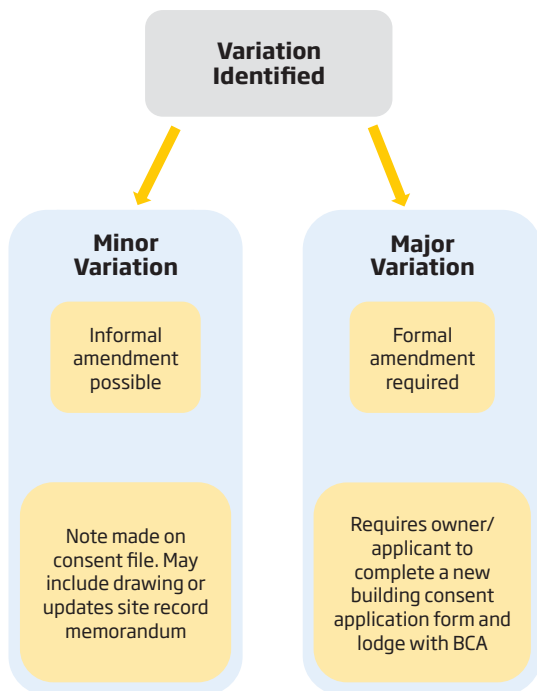 Variation
Identified
Minor
Variation
Informal
amendment
possible
Note made on
consent file. May
include drawing or
updates site record
memorandum
Major
Variation
Formal
amendment
required
Requires owner/
applicant to
complete a new
building consent
application form and
lodge with BCA